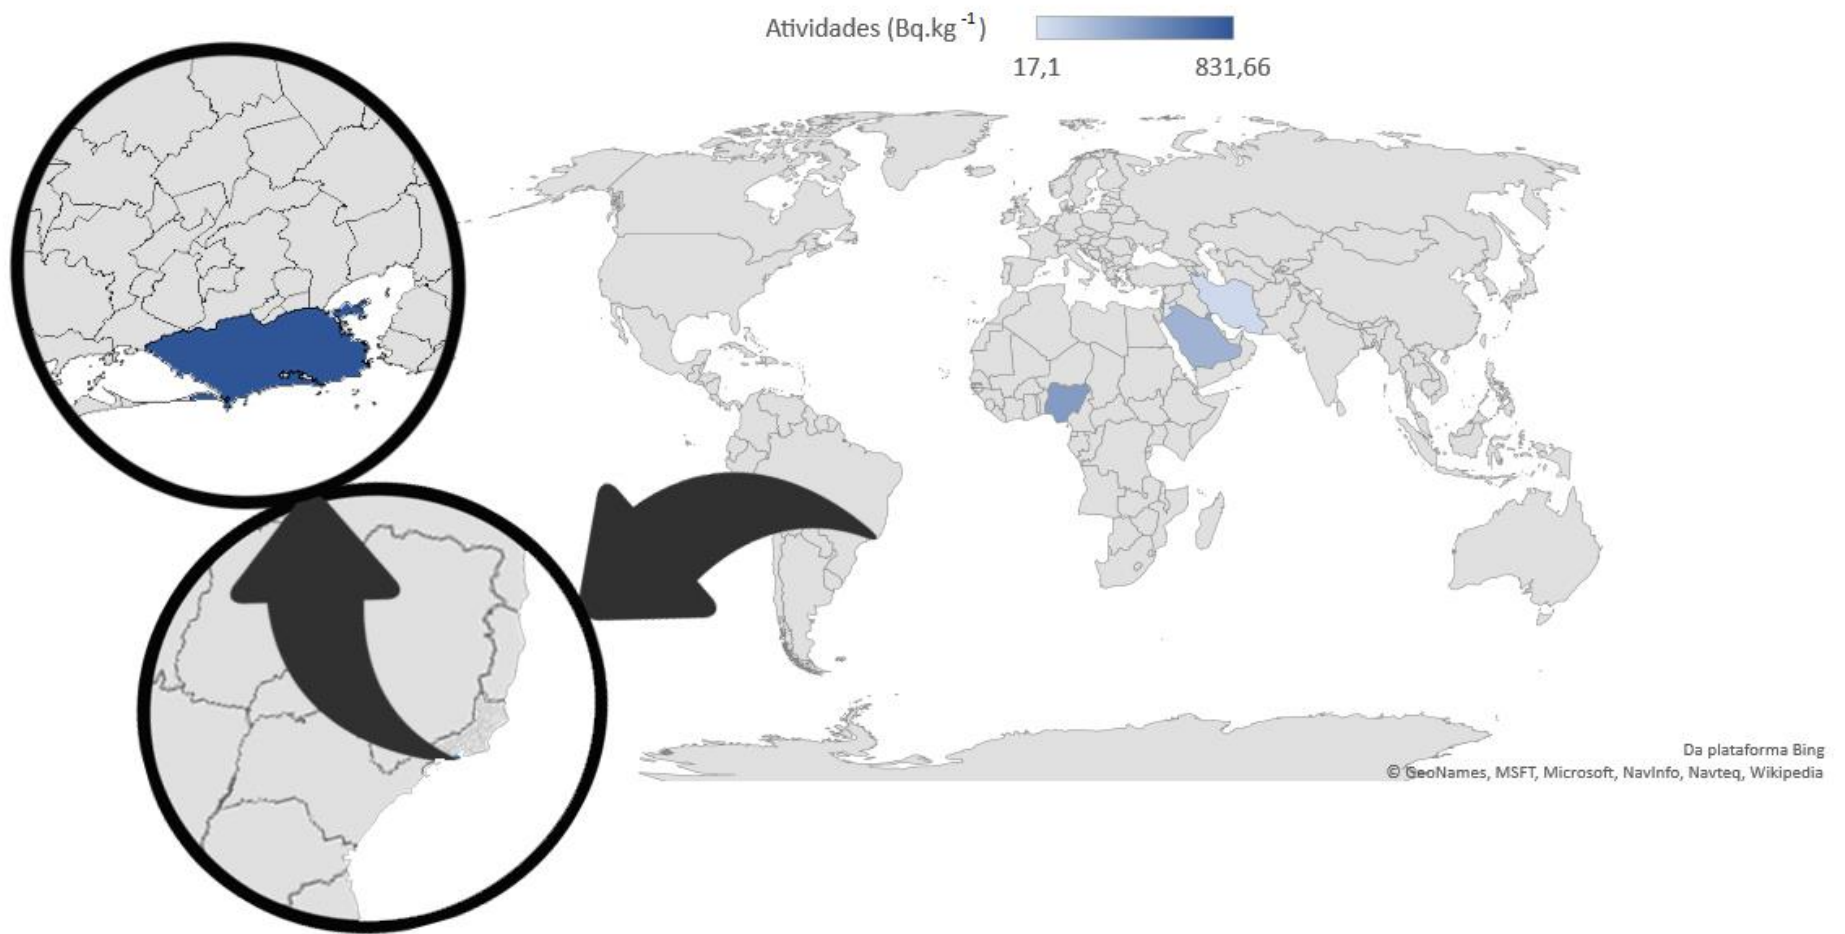 Atividades (Bq.kg⁻¹)
17,1 831,66
Da plataforma Bing
© GeoNames, MSFT, Microsoft, NavInfo, Navteq, Wikipedia